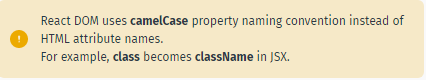 React DOM uses camelCase property naming convention instead of
HTML attribute names.
For example, class becomes className in JSX.